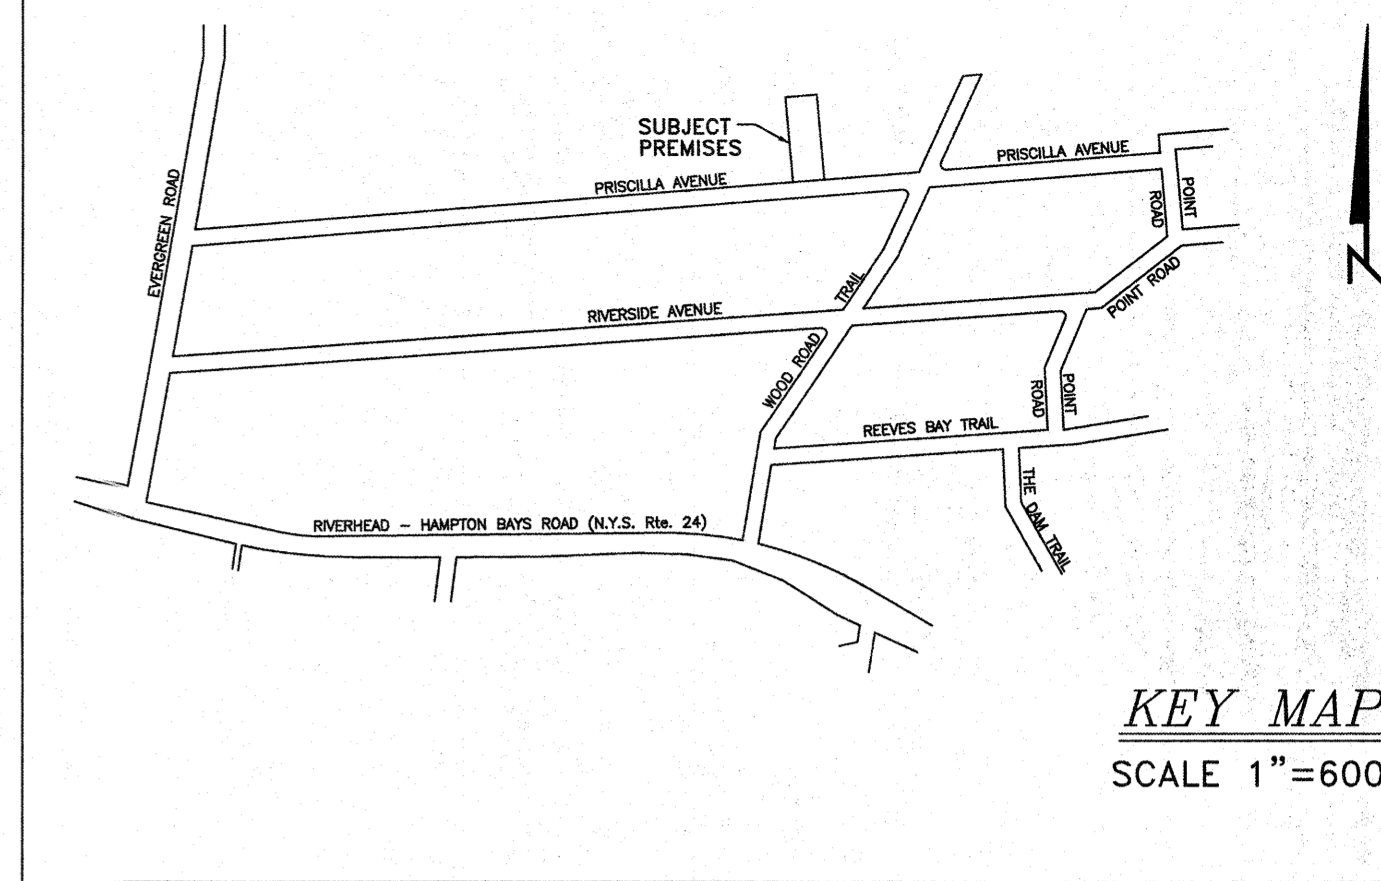 SUBJECT
PREMISES
PRISCILLA AVENUE
PRISCILLA AVENUE
EVERGREEN ROAD
POINT
ROAD
POINT ROAD
RIVERSIDE AVENUE
TRAIL
WOOD ROAD
POINT
ROAD
REEVES BAY TRAIL
THE DAM TRAIL
RIVERHEAD - HAMPTON BAYS ROAD (N.Y.S. Rte. 24)
N
KEY MAP
SCALE 1"=600